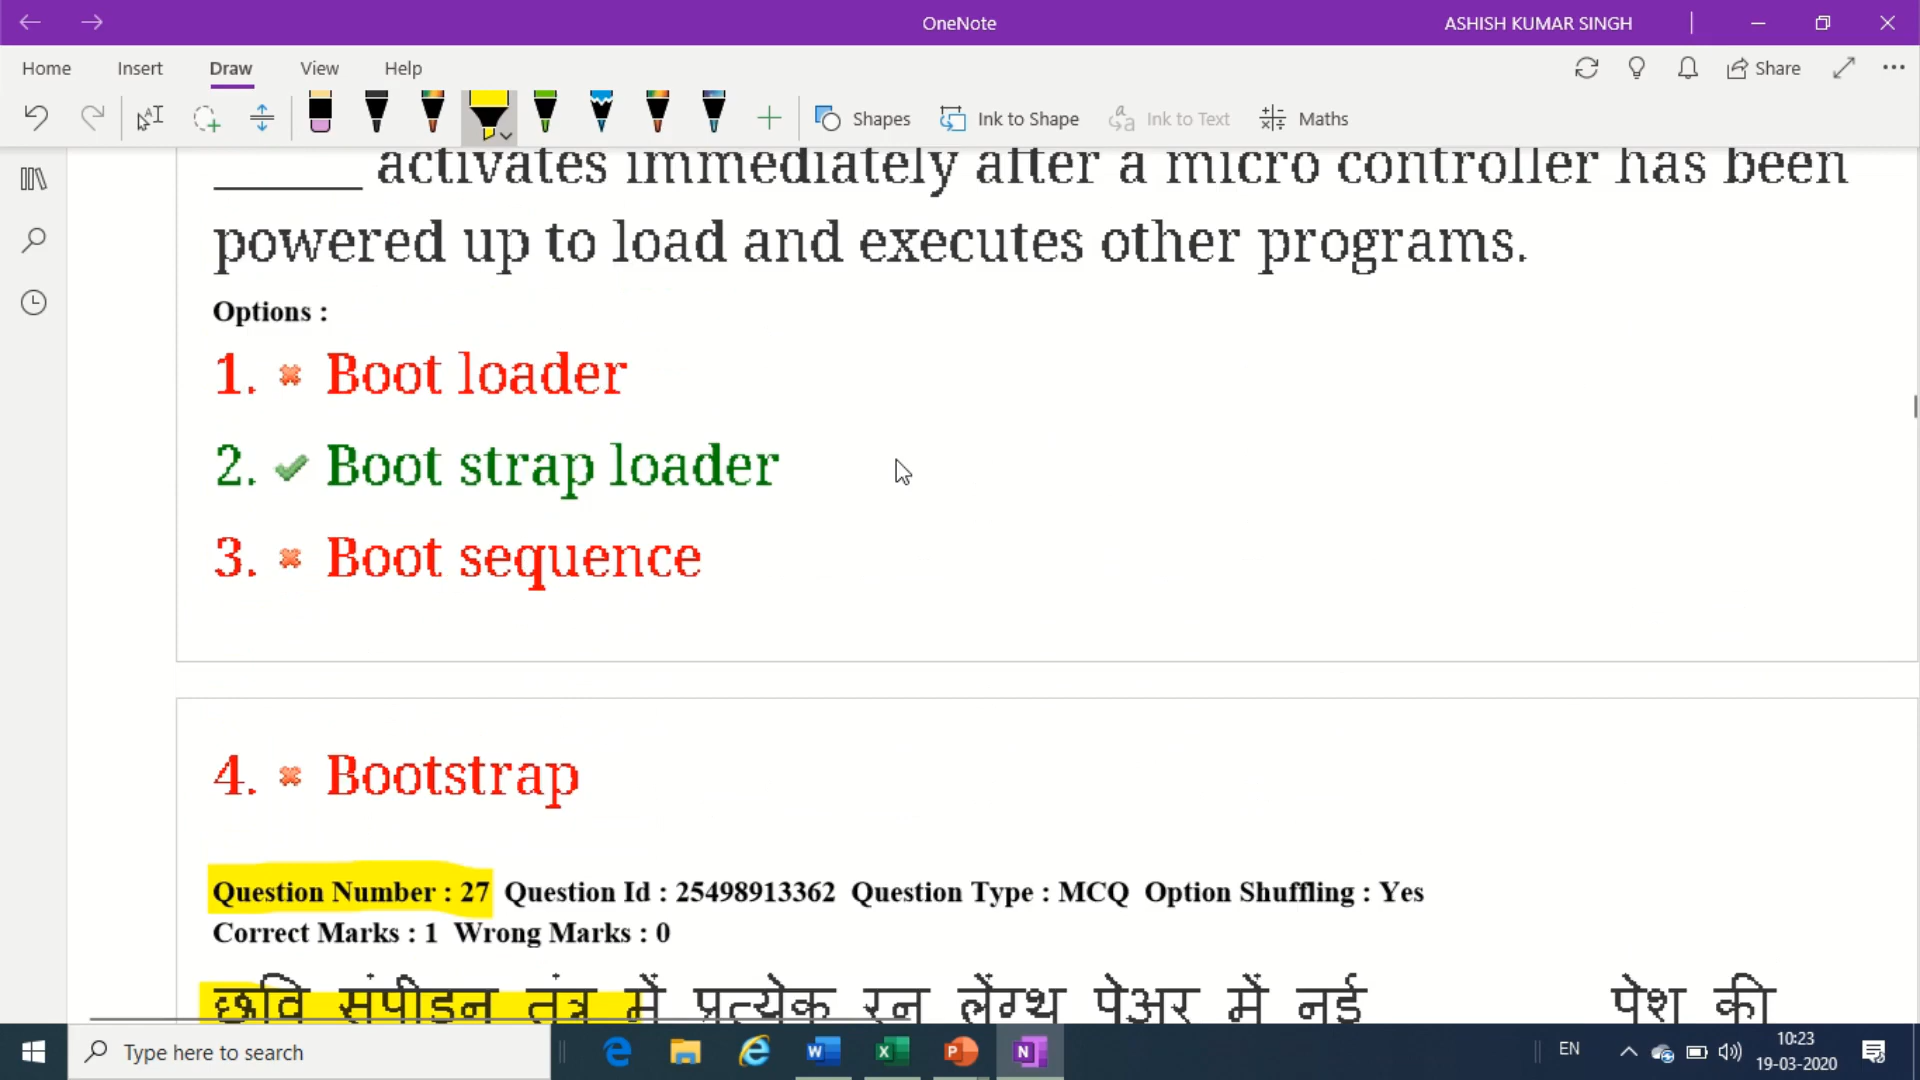 OneNote
ASHISH KUMAR SINGH
Home Insert Draw View Help
Share
Shapes Ink to Shape Ink to Text Maths
______ activates immediately after a micro controller has been
powered up to load and executes other programs.
Options :
1. Boot loader
2. Boot strap loader
3. Boot sequence
4. Bootstrap
Question Number : 27 Question Id : 25498913362 Question Type : MCQ Option Shuffling : Yes
Correct Marks : 1 Wrong Marks : 0
छवि संपीडन तंत्र में प्रत्येक रन लेंग्थ पेअर में नई पेश की
Type here to search
EN
10:23
19-03-2020